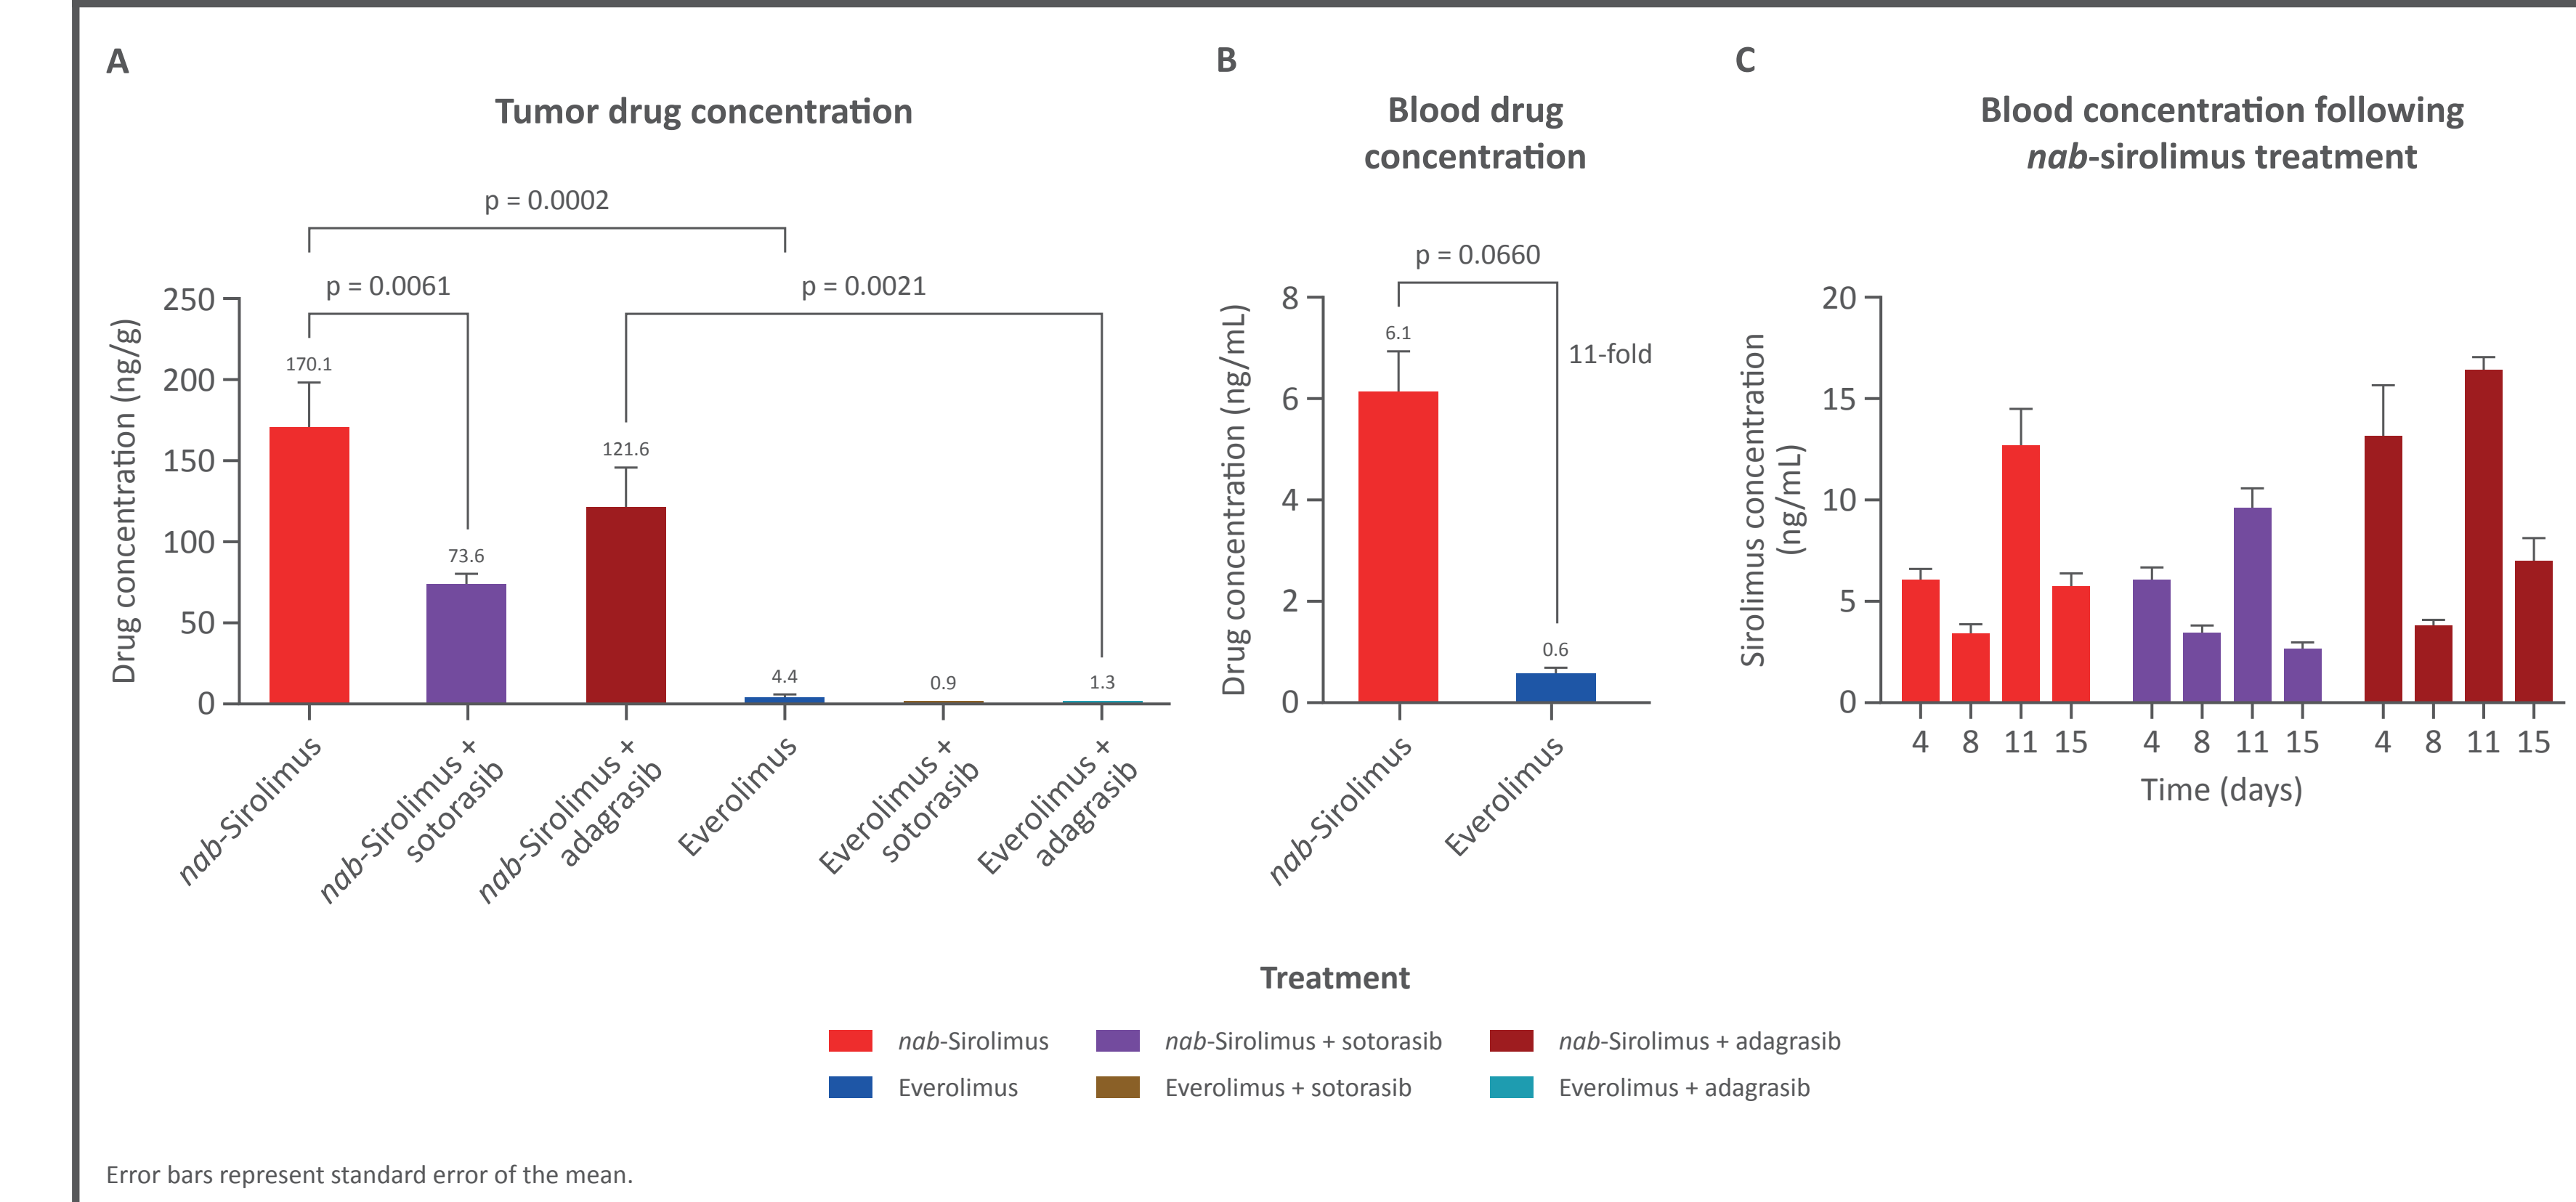 A
Tumor drug concentration
p = 0.0002
p = 0.0061
p = 0.0021
Drug concentration (ng/g)
250
200
150
100
50
0
170.1
73.6
121.6
4.4
0.9
1.3
nab-Sirolimus
nab-Sirolimus +
sotorasib
nab-Sirolimus +
adagrasib
Everolimus
Everolimus +
sotorasib
Everolimus +
adagrasib
B
Blood drug
concentration
p = 0.0660
11-fold
Drug concentration (ng/mL)
8
6
4
2
0
6.1
0.6
nab-Sirolimus
Everolimus
C
Blood concentration following
nab-sirolimus treatment
Sirolimus concentration
(ng/mL)
20
15
10
5
0
4 8 11 15 4 8 11 15 4 8 11 15
Time (days)
Treatment
nab-Sirolimus
nab-Sirolimus + sotorasib
nab-Sirolimus + adagrasib
Everolimus
Everolimus + sotorasib
Everolimus + adagrasib
Error bars represent standard error of the mean.